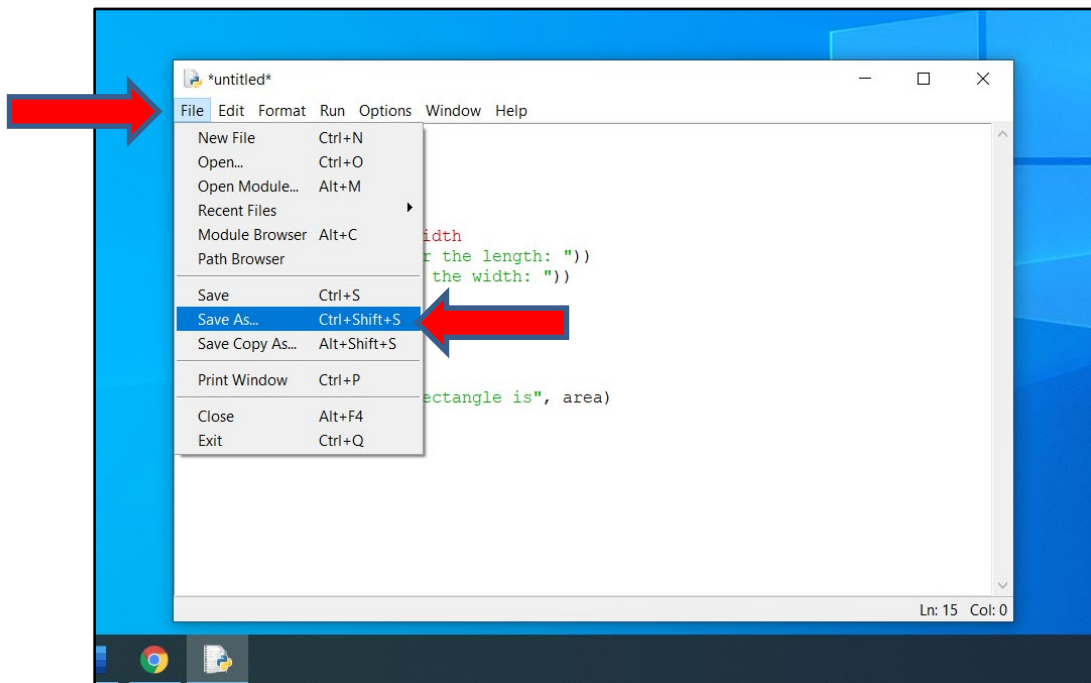 *untitled*
File Edit Format Run Options Window Help
New File Ctrl+N
Open... Ctrl+O
Open Module... Alt+M
Recent Files
Module Browser Alt+C
Path Browser
Save Ctrl+S
Save As... Ctrl+Shift+S
Save Copy As... Alt+Shift+S
Print Window Ctrl+P
Close Alt+F4
Exit Ctrl+Q
idth
r the length: "))
the width: "))
ectangle is", area)
Ln: 15 Col: 0